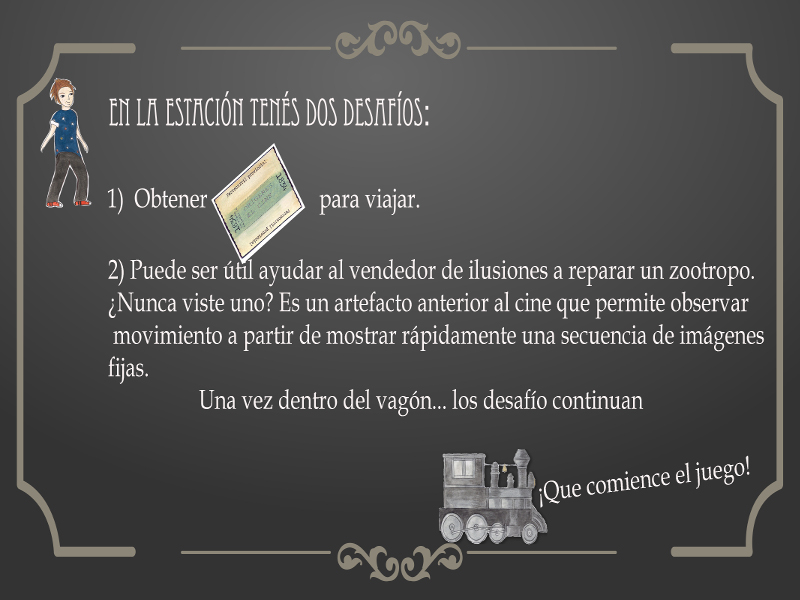 EN LA ESTACIÓN TENÉS DOS DESAFÍOS:
1) Obtener para viajar.
2) Puede ser útil ayudar al vendedor de ilusiones a reparar un zootropo.
¿Nunca viste uno? Es un artefacto anterior al cine que permite observar
movimiento a partir de mostrar rápidamente una secuencia de imágenes
fijas.
Una vez dentro del vagón... los desafío continuan
¡Que comience el juego!